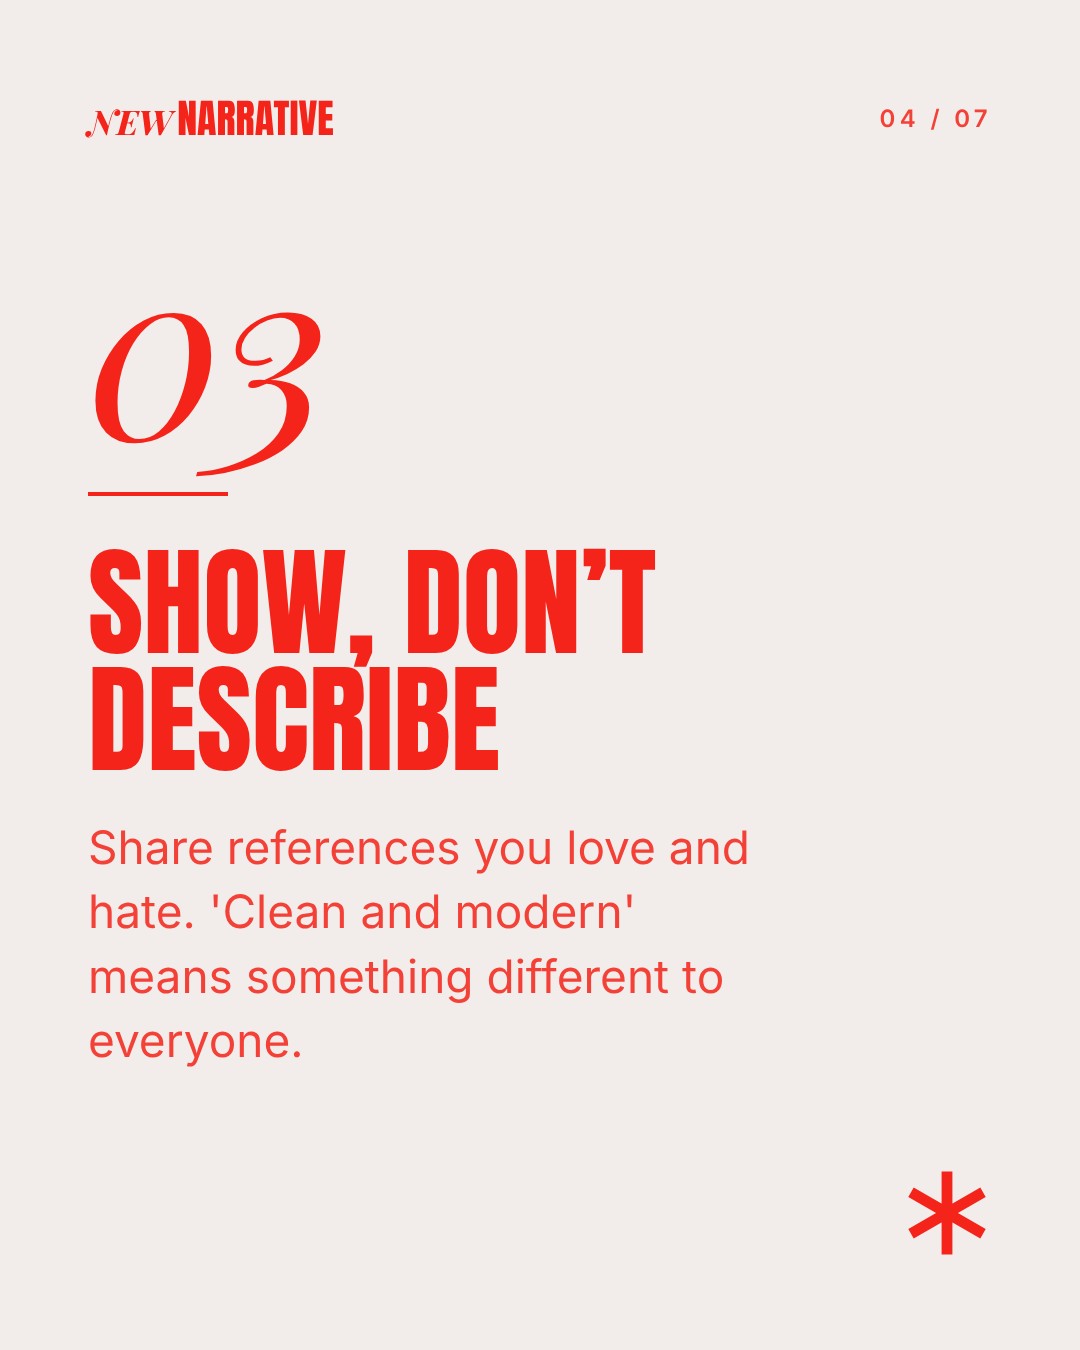 NEW NARRATIVE
04 / 07
03
SHOW, DON’T
DESCRIBE
Share references you love and
hate. 'Clean and modern'
means something different to
everyone.
*